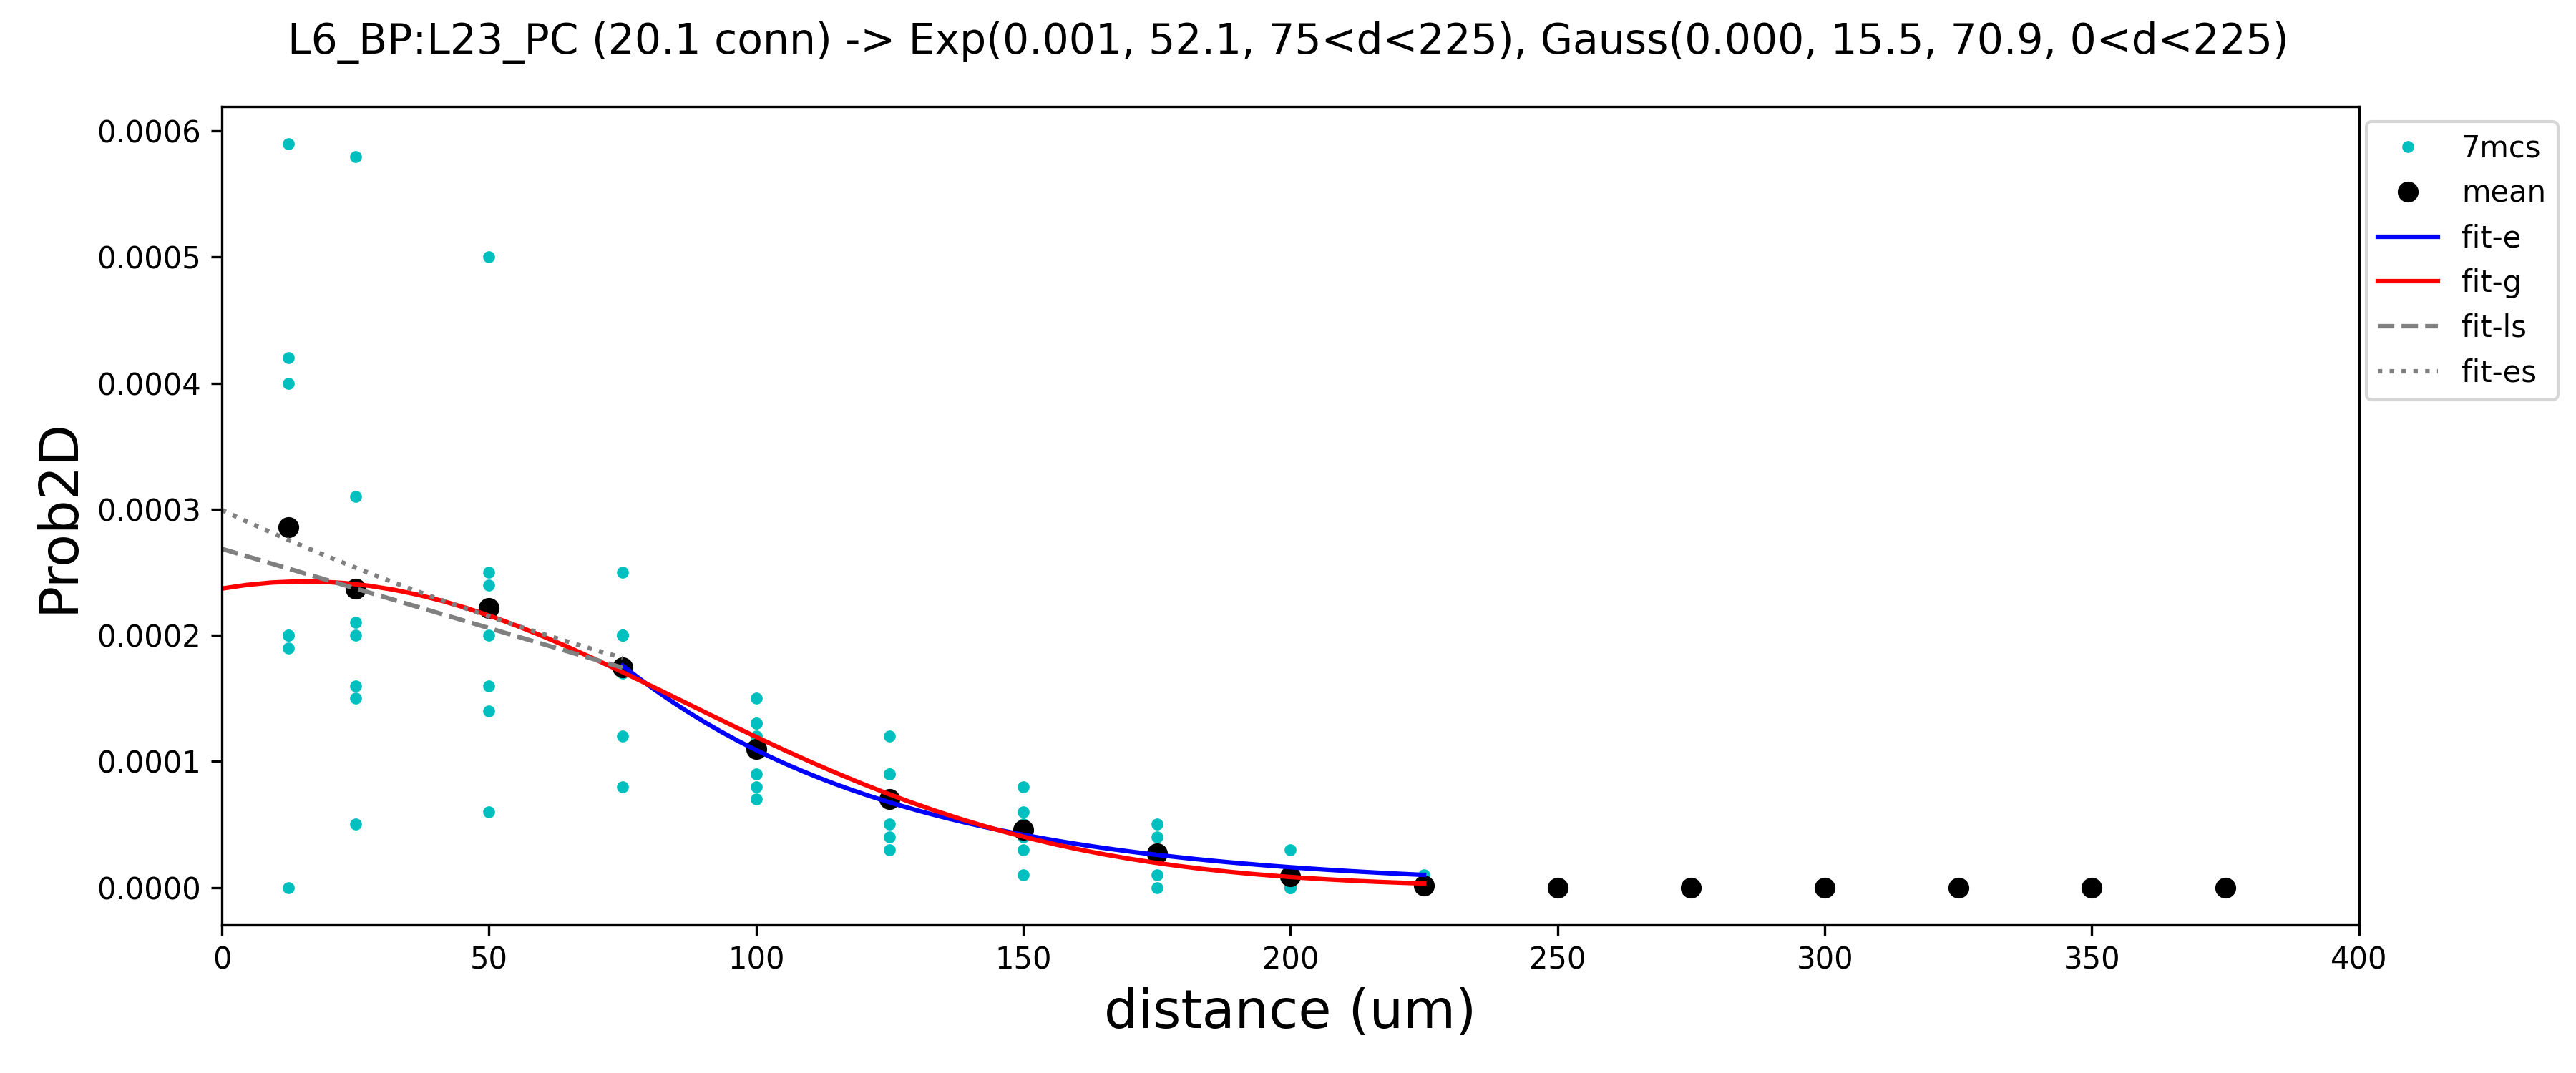 L6_BP:L23_PC (20.1 conn) -> Exp(0.001, 52.1, 75<d<225), Gauss(0.000, 15.5, 70.9, 0<d<225)
0.0006
0.0005
0.0004
0.0003
0.0002
0.0001
0.0000
Prob2D
0 50 100 150 200 250 300 350 400
distance (um)
7mcs
mean
fit-e
fit-g
fit-ls
fit-es